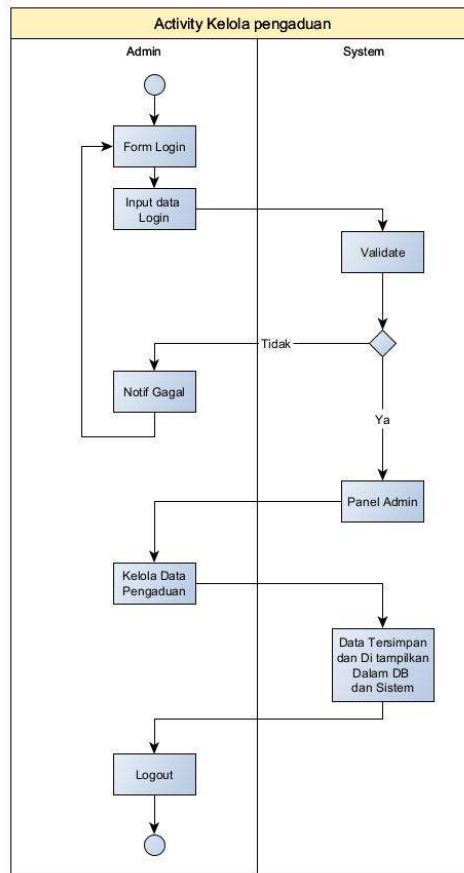 Activity Kelola pengaduan
Admin
System
Form Login
Input data
Login
Validate
Tidak
Notif Gagal
Ya
Panel Admin
Kelola Data
Pengaduan
Data Tersimpan
dan Di tampilkan
Dalam DB
dan Sistem
Logout